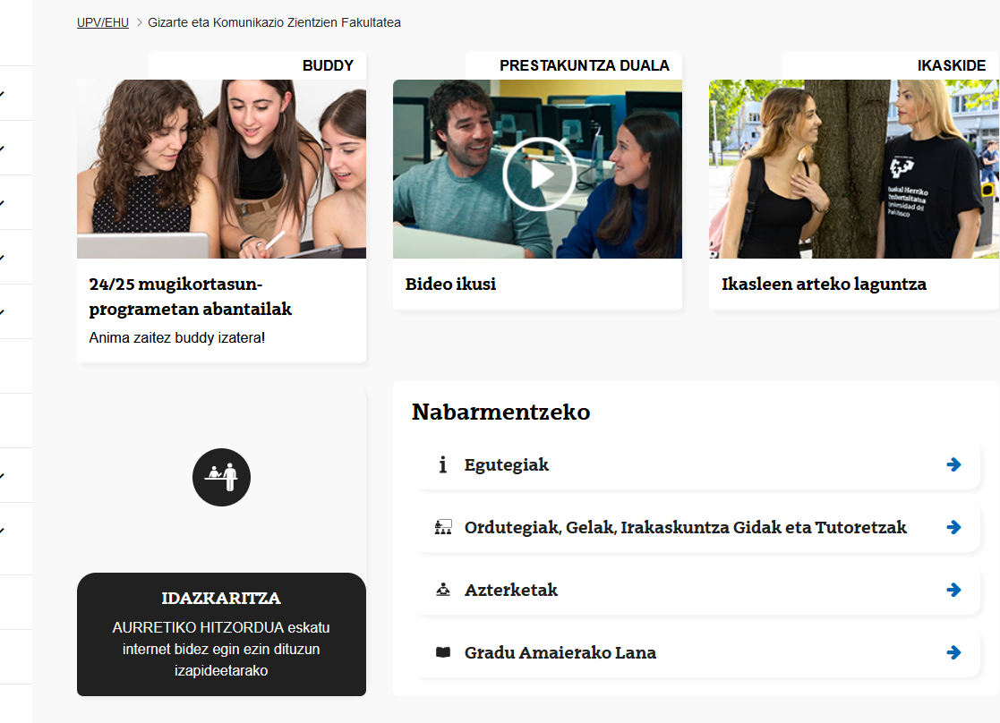 UPV/EHU > Gizarte eta Komunikazio Zientzien Fakultatea
BUDDY
24/25 mugikortasun-
programetan abantailak
Anima zaitez buddy izatera!
PRESTAKUNTZA DUALA
Bideo ikusi
IKASKIDE
Euskal Herriko
Unibertsitatea
Universidad del
País Vasco
Ikasleen arteko laguntza
IDAZKARITZA
AURRETIKO HITZORDUA eskatu
internet bidez egin ezin dituzun
izapideetarako
Nabarmentzeko
Egutegiak
Ordutegiak, Gelak, Irakaskuntza Gidak eta Tutoretzak
Azterketak
Gradu Amaierako Lana